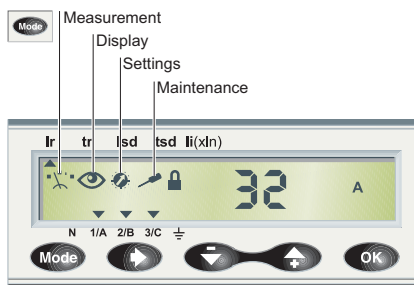 Mode
Measurement
Display
Settings
Maintenance
Ir tr Isd tsd Ii(xIn)
32 A
N 1/A 2/B 3/C
Mode OK